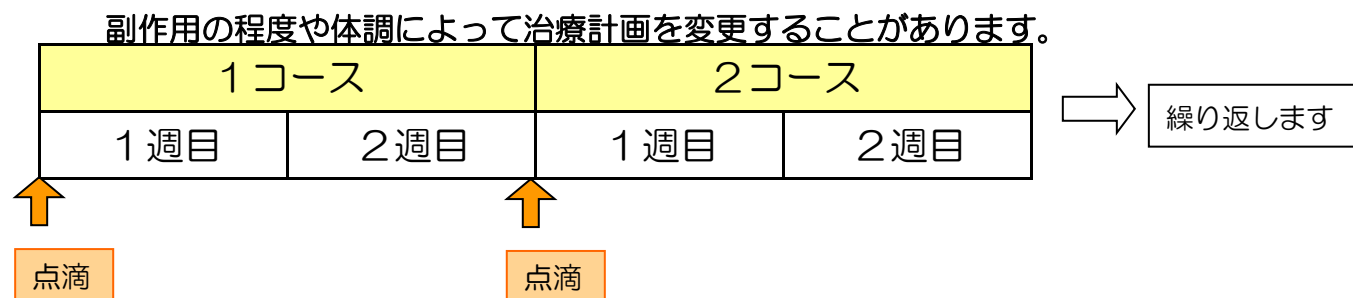 副作用の程度や体調によって治療計画を変更することがあります。
１コース ２コース
１週目 ２週目 １週目 ２週目
繰り返します
点滴 点滴